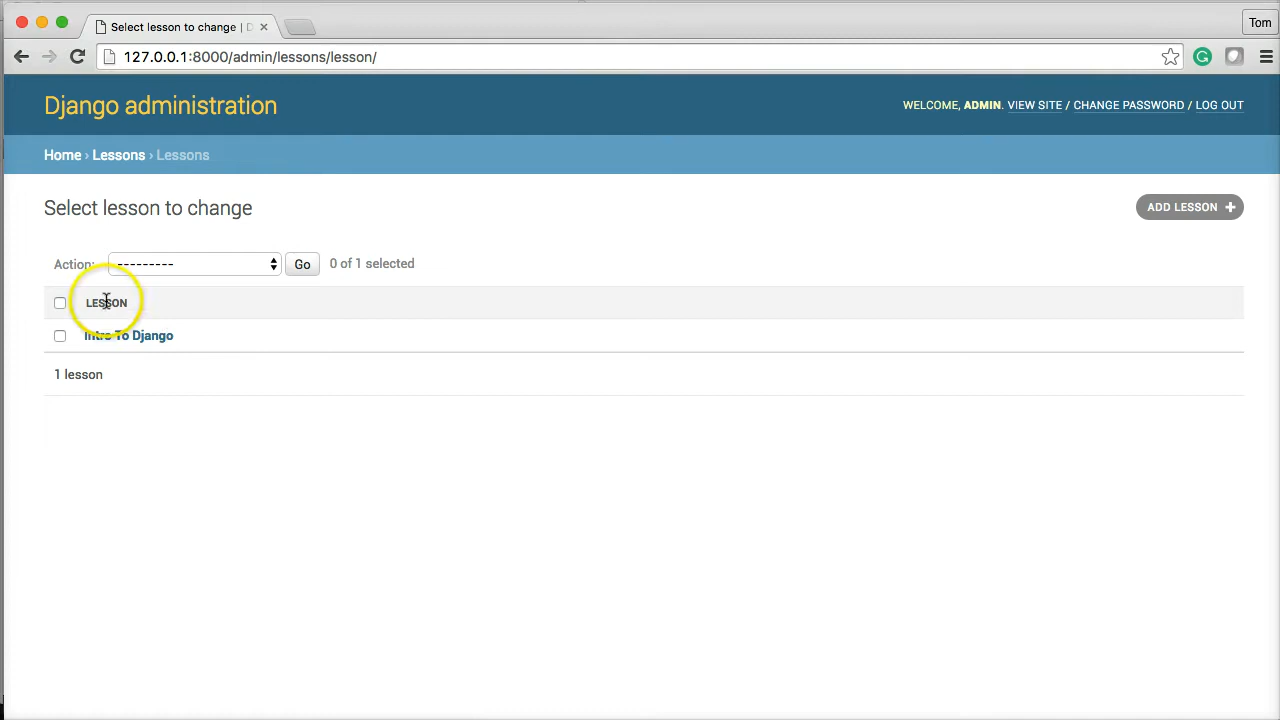 Select lesson to change | D
Tom
127.0.0.1:8000/admin/lessons/lesson/
Django administration
WELCOME, ADMIN. VIEW SITE / CHANGE PASSWORD / LOG OUT
Home › Lessons › Lessons
Select lesson to change
ADD LESSON +
Action: --------- Go 0 of 1 selected
LESSON
Intro To Django
1 lesson